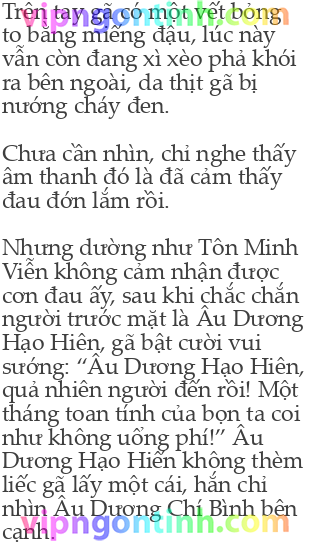 Trên tay gã có một vết bỏng
to bằng miếng đậu, lúc này
vẫn còn đang xì xèo phả khói
ra bên ngoài, da thịt gã bị
nướng cháy đen.
Chưa cần nhìn, chỉ nghe thấy
âm thanh đó là đã cảm thấy
đau đớn lắm rồi.
Nhưng dường như Tôn Minh
Viễn không cảm nhận được
cơn đau ấy, sau khi chắc chắn
người trước mặt là Âu Dương
Hạo Hiên, gã bật cười vui
sướng: “Âu Dương Hạo Hiên,
quả nhiên người đến rồi! Một
tháng toan tính của bọn ta coi
như không uổng phí!” Âu
Dương Hạo Hiên không thèm
liếc gã lấy một cái, hắn chỉ
nhìn Âu Dương Chí Bình bên
cạnh.
vipngontinh.com
vipngontinh.com